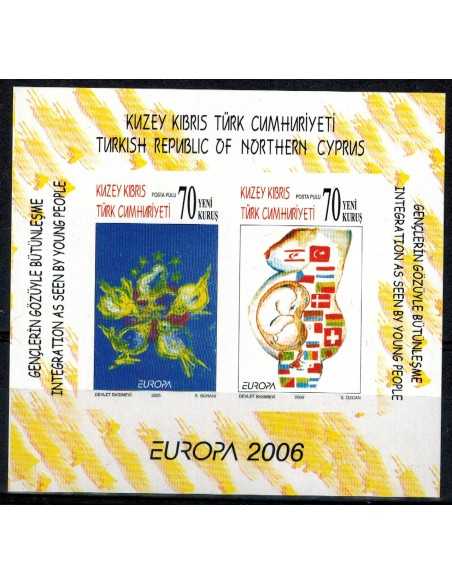 KUZEY KIBRIS TÜRK CUMHURİYETİ
TURKISH REPUBLIC OF NORTHERN CYPRUS
GENÇLERİN GÖZÜYLE BÜTÜNLEŞME
INTEGRATION AS SEEN BY YOUNG PEOPLE
KUZEY KIBRIS
TÜRK CUMHURİYETİ
POSTA PULU
70 YENİ
KURUŞ
EUROPA
DEVLET BASIMEVİ
KUZEY KIBRIS
TÜRK CUMHURİYETİ
POSTA PULU
70 YENİ
KURUŞ
EUROPA
DEVLET BASIMEVİ 2006
GENÇLERİN GÖZÜYLE BÜTÜNLEŞME
INTEGRATION AS SEEN BY YOUNG PEOPLE
EUROPA 2006